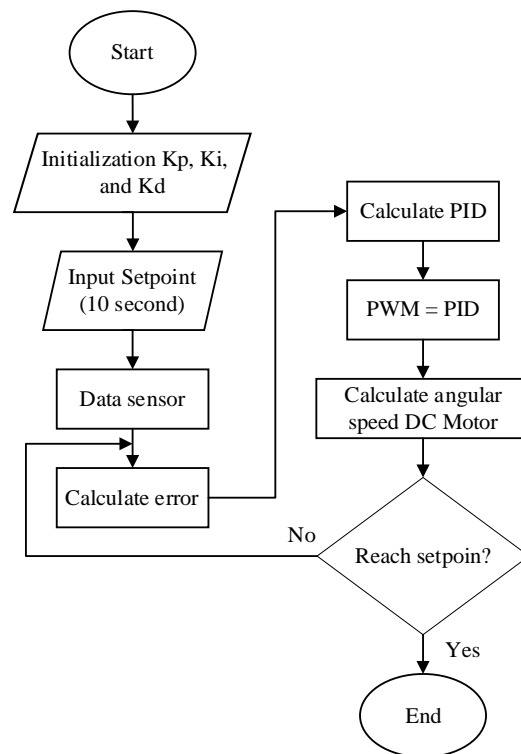 Start
Initialization Kp, Ki,
and Kd
Input Setpoint
(10 second)
Data sensor
Calculate error
Calculate PID
PWM = PID
Calculate angular
speed DC Motor
Reach setpoin?
No
Yes
End